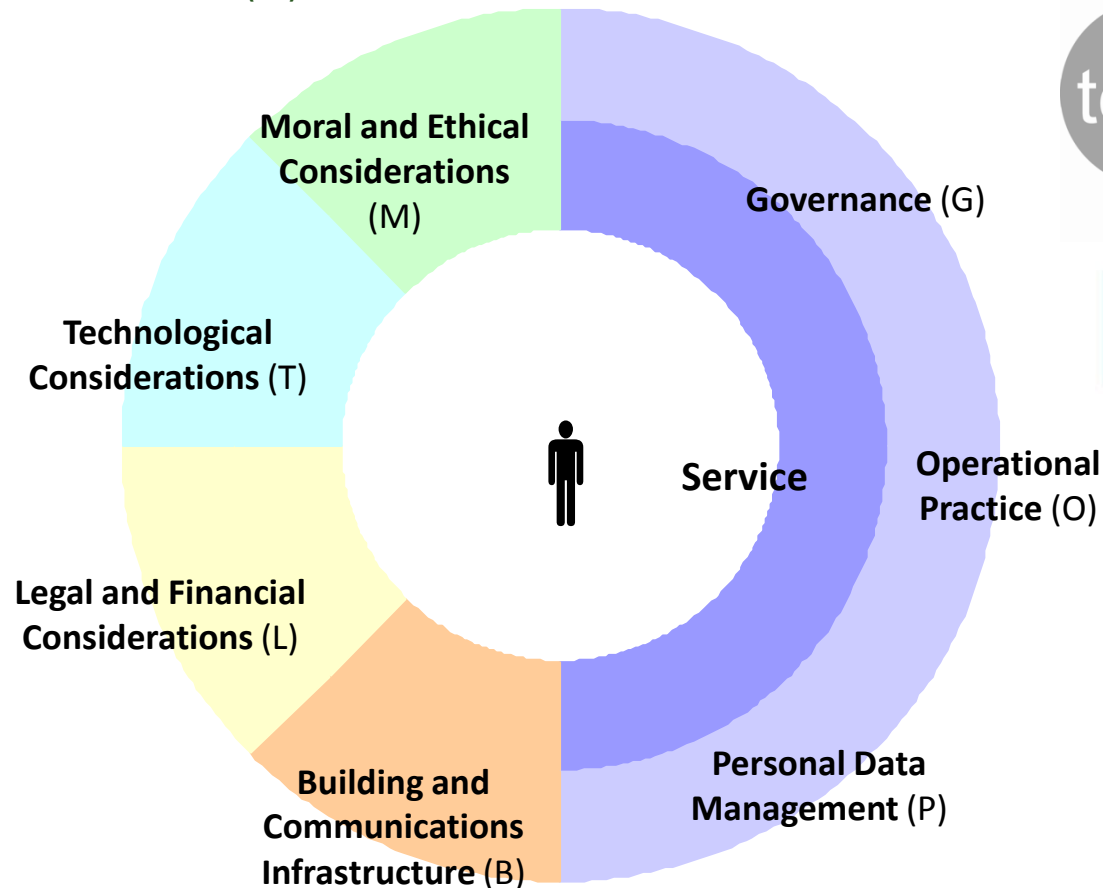 Moral and Ethical
Considerations
(M)
Governance (G)
Technological
Considerations (T)
Service
Operational
Practice (O)
Legal and Financial
Considerations (L)
Personal Data
Management (P)
Building and
Communications
Infrastructure (B)